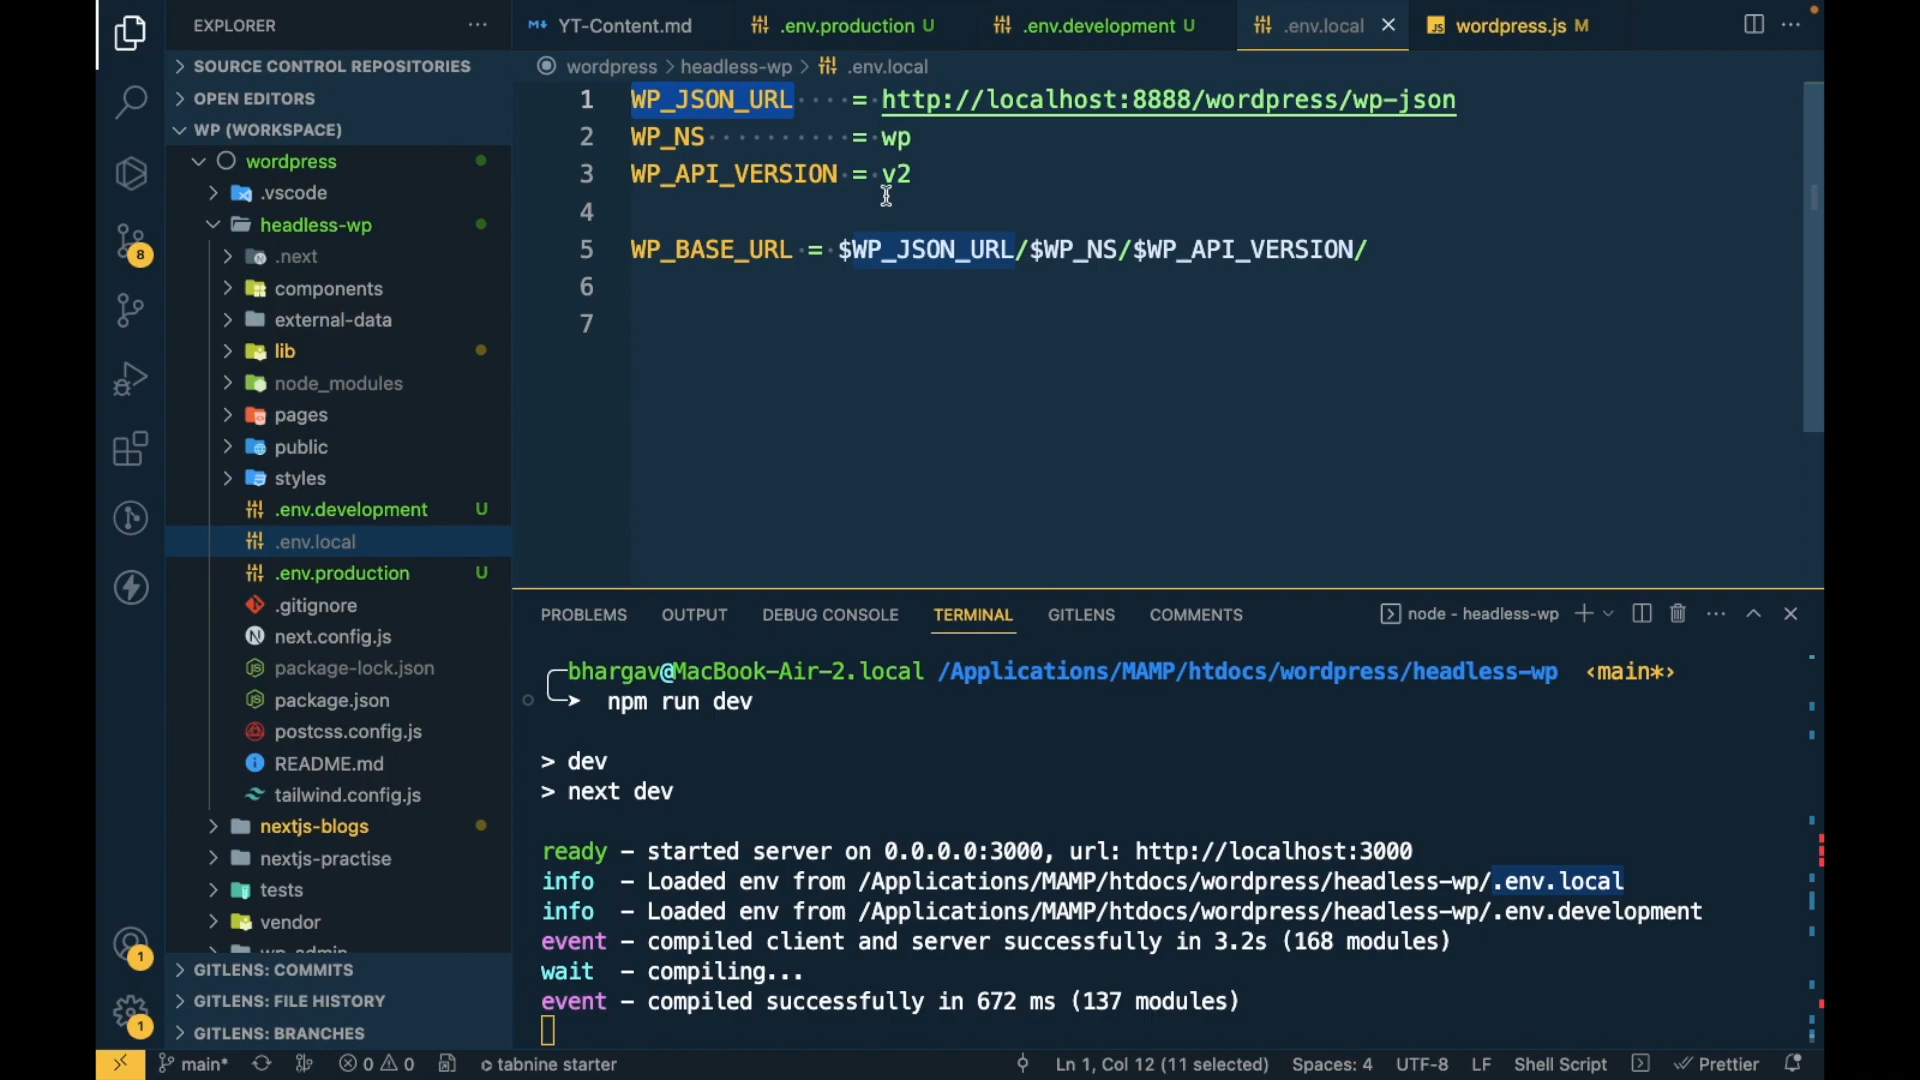 EXPLORER
SOURCE CONTROL REPOSITORIES
OPEN EDITORS
WP (WORKSPACE)
wordpress
.vscode
headless-wp
.next
components
external-data
lib
node_modules
pages
public
styles
.env.development U
.env.local
.env.production U
.gitignore
next.config.js
package-lock.json
package.json
postcss.config.js
README.md
tailwind.config.js
nextjs-blogs
nextjs-practise
tests
vendor
wp-admin
GITLENS: COMMITS
GITLENS: FILE HISTORY
GITLENS: BRANCHES
8
1
1
YT-Content.md .env.production U .env.development U .env.local JS wordpress.js M
wordpress > headless-wp > .env.local
1 WP_JSON_URL = http://localhost:8888/wordpress/wp-json
2 WP_NS = wp
3 WP_API_VERSION = v2
4
5 WP_BASE_URL = $WP_JSON_URL/$WP_NS/$WP_API_VERSION/
6
7
PROBLEMS OUTPUT DEBUG CONSOLE TERMINAL GITLENS COMMENTS node - headless-wp
bhargav@MacBook-Air-2.local /Applications/MAMP/htdocs/wordpress/headless-wp ‹main*›
npm run dev
> dev
> next dev
ready - started server on 0.0.0.0:3000, url: http://localhost:3000
info - Loaded env from /Applications/MAMP/htdocs/wordpress/headless-wp/.env.local
info - Loaded env from /Applications/MAMP/htdocs/wordpress/headless-wp/.env.development
event - compiled client and server successfully in 3.2s (168 modules)
wait - compiling...
event - compiled successfully in 672 ms (137 modules)
main* 0 0 tabnine starter Ln 1, Col 12 (11 selected) Spaces: 4 UTF-8 LF Shell Script Prettier